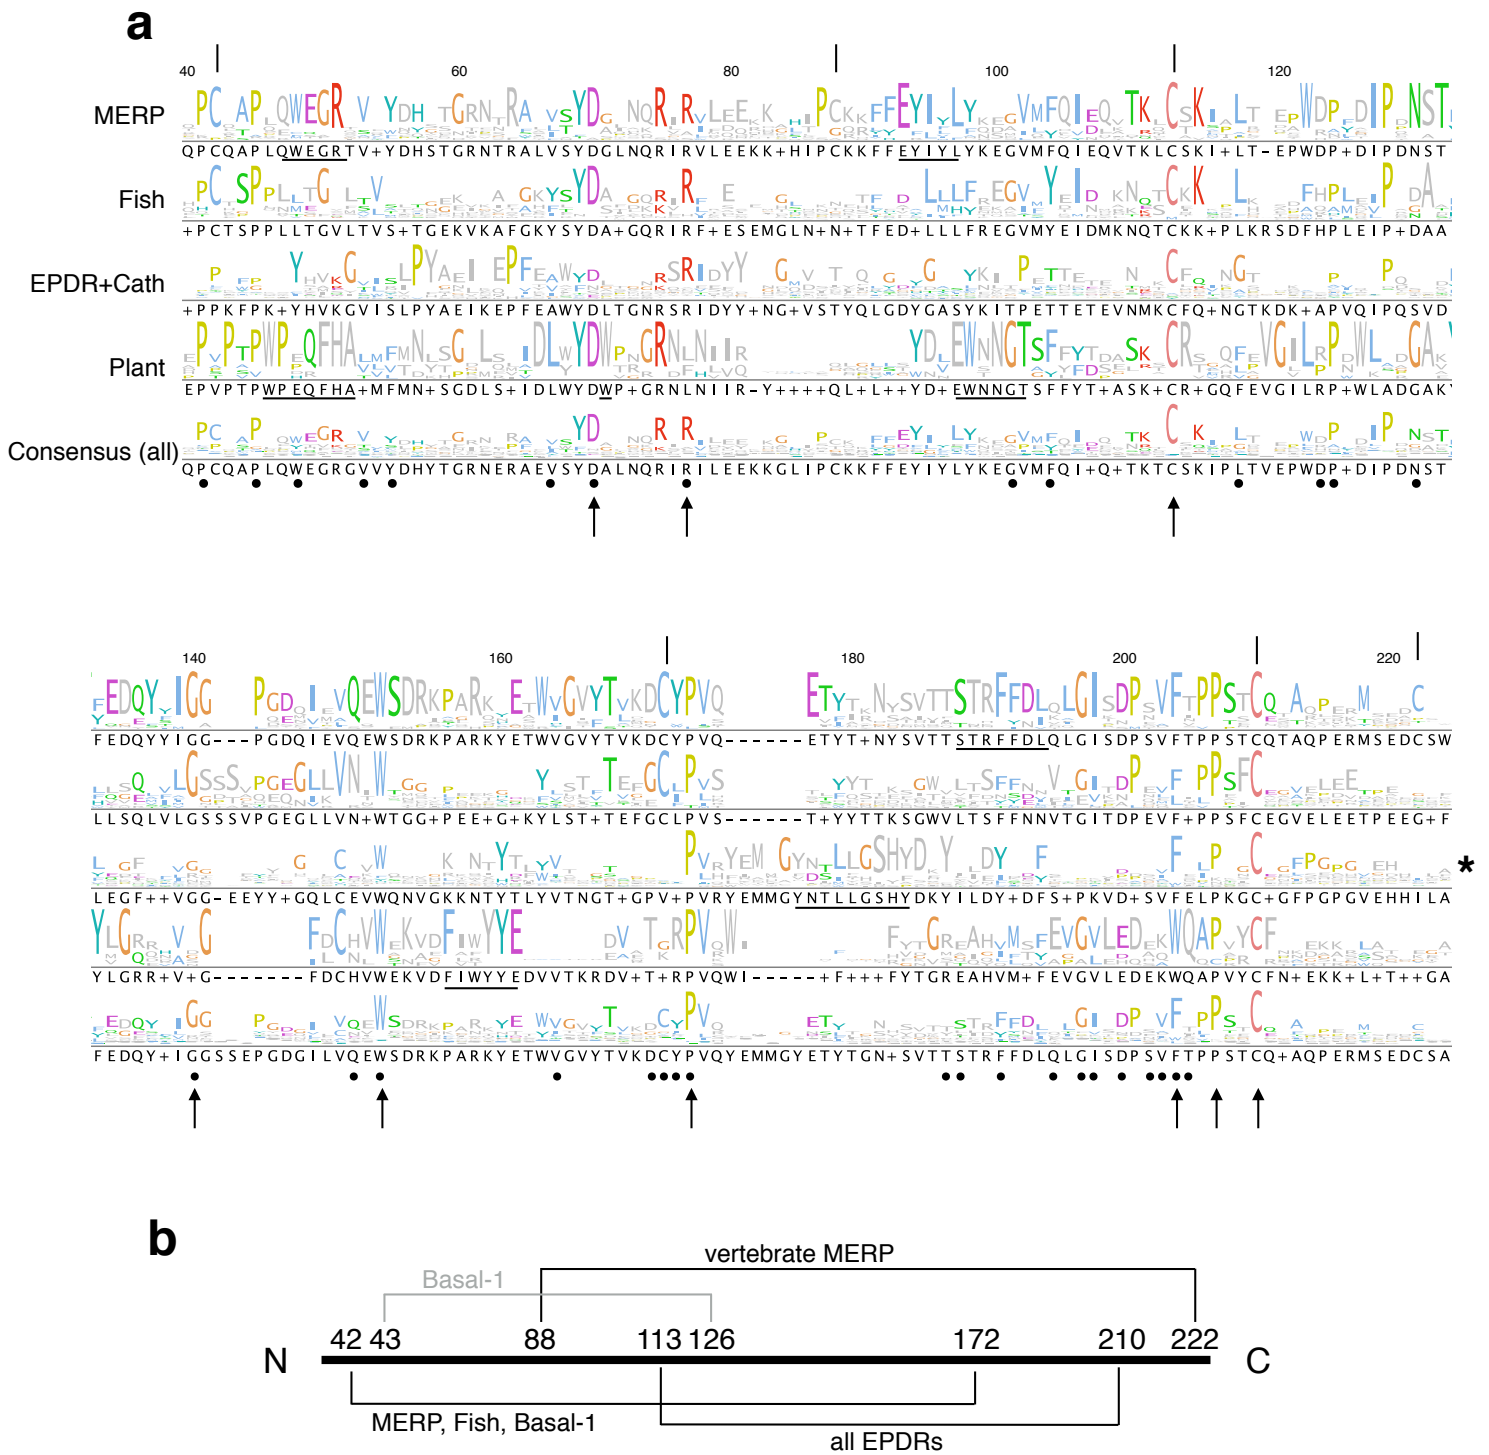 a
40 60 80 100 120
MERP
QPCQAPLQWEGRTV+YDHSTGRNTRALVSYDGLNQRIRVLEEKK+HIPCKKFFEYIYLYKEGVMFQIEQVTKLCSKI+LT-EPWDP+DIPDNST
Fish
+PCTSPPLLTGVLTVS+TGEKVKAFGKYSYDA+GQRIRF+ESEMGLN+N+TFED+LLLFREGVMYEIDMKNQTCKK+PLKRSDFHPLEIP+DAA
EPDR+Cath
+PPKFPK+YHVKGVISLPYAEIKEPFEAWYDLTGNRSRIDYY+NG+VSTYQLGDYGASYKITPETTETEVNMKCFQ+NGTKDK+APVQIPQSVD
Plant
EPVPTPWPEQFHA+MFMN+SGDLS+IDLWYDWP+GRNLNIIR-Y++++QL+L++YD+EWNNGTSFFYT+ASK+CR+GQFEVGILRP+WLADGAKY
Consensus (all)
QPCQAPLQWEGRGVVYDHYTGRNERAEVSYDALNQRIRILEEKKGLIPCKKFFEYIYLYKEGVMFQI+Q+TKTCSKIPLTVEPWDP+DIPDNST
140 160 180 200 220
FEDQYYIGG---PGDQIEVQEWSDRKPARKYETWVGVYTVKDCYPVQ------ETYT+NYSVTTSTRFFDLQLGISDPSVFTPPSTCQTAQPERMSEDCSW
LLSQLVLGSSSVPGEGLLVN+WTGG+PEE+G+KYLST+TEFGCLPVS------T+YYTTKSGWVLTSFFNNVTGITDPEVF+PPSFCEGVELEETPEEG+F
LEGF++VGG-EEYY+GQLCEVWQNVGKKNTYTLYVTNGT+GPV+PVRYEMMGYNTLLGSHYDKYILDY+DFS+PKVD+SVFELPKGC+GFPGPGVEHHILA
*
YLGRR+V+G-------FDCHVWEKVDFIWYYEDVVTKRDV+T+RPVQWI-----+F+++FYTGREAHVM+FEVGVLEDEKWQAPVYCFN+EKK+L+T++GA
FEDQY+IGGSSEPGDGILVQEWSDRKPARKYETWVGVYTVKDCYPVQYEMMGYETYTGN+SVTTSTRFFDLQLGISDPSVFTPPSTCQ+AQPERMSEDCSA
b
vertebrate MERP
Basal-1
42 43 88 113 126 172 210 222
N C
MERP, Fish, Basal-1
all EPDRs